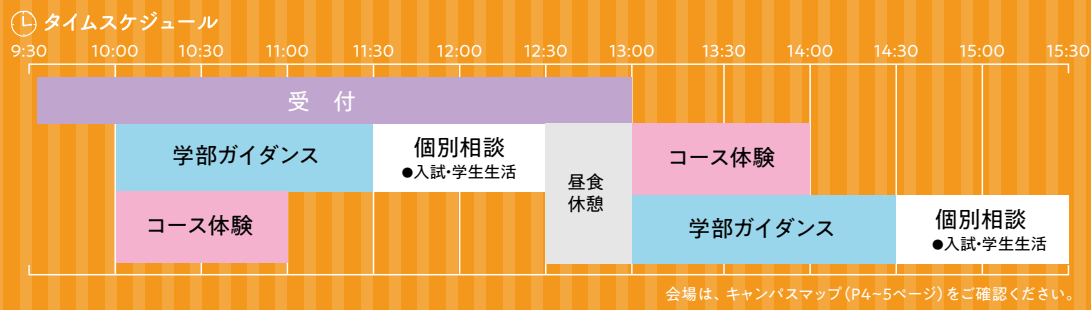 タイムスケジュール
9:30 10:00 10:30 11:00 11:30 12:00 12:30 13:00 13:30 14:00 14:30 15:00 15:30
受 付
学部ガイダンス
個別相談
●入試・学生生活
コース体験
昼食
休憩
コース体験
学部ガイダンス
個別相談
●入試・学生生活
会場は、キャンパスマップ(P4~5ページ)をご確認ください。